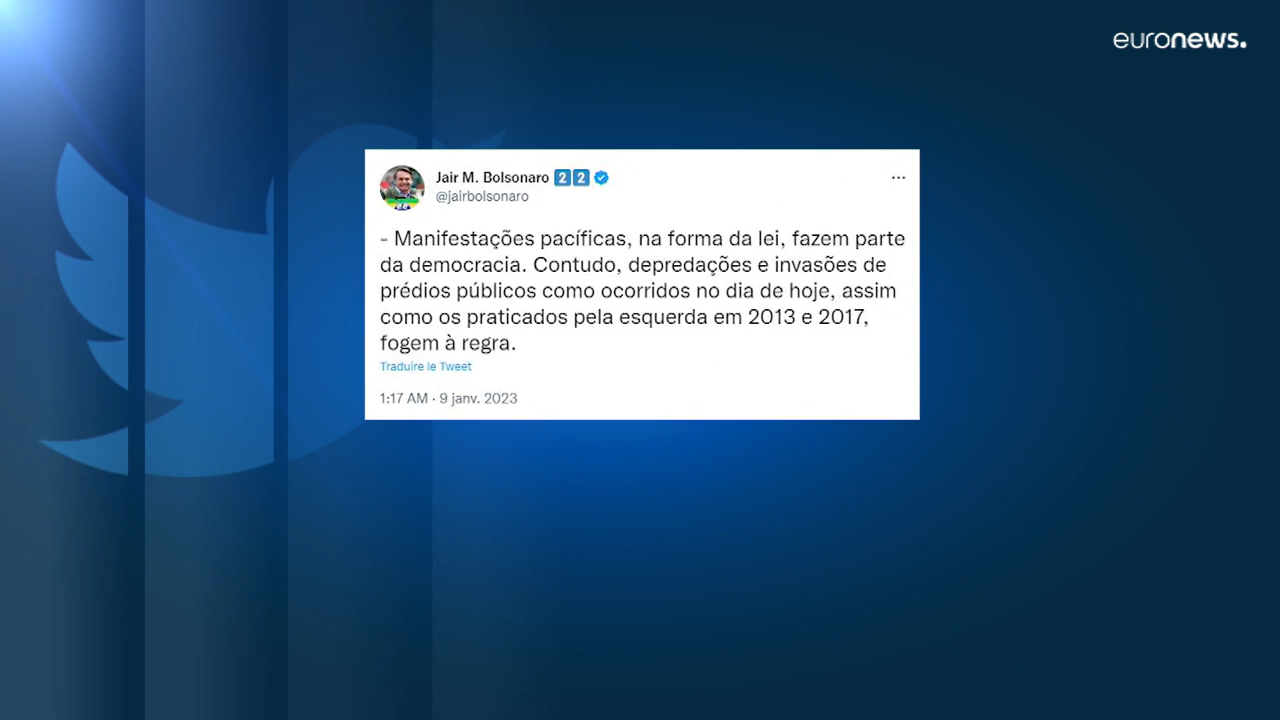 euronews.
Jair M. Bolsonaro 2️⃣2️⃣
@jairbolsonaro
- Manifestações pacíficas, na forma da lei, fazem parte
da democracia. Contudo, depredações e invasões de
prédios públicos como ocorridos no dia de hoje, assim
como os praticados pela esquerda em 2013 e 2017,
fogem à regra.
Traduire le Tweet
1:17 AM · 9 janv. 2023